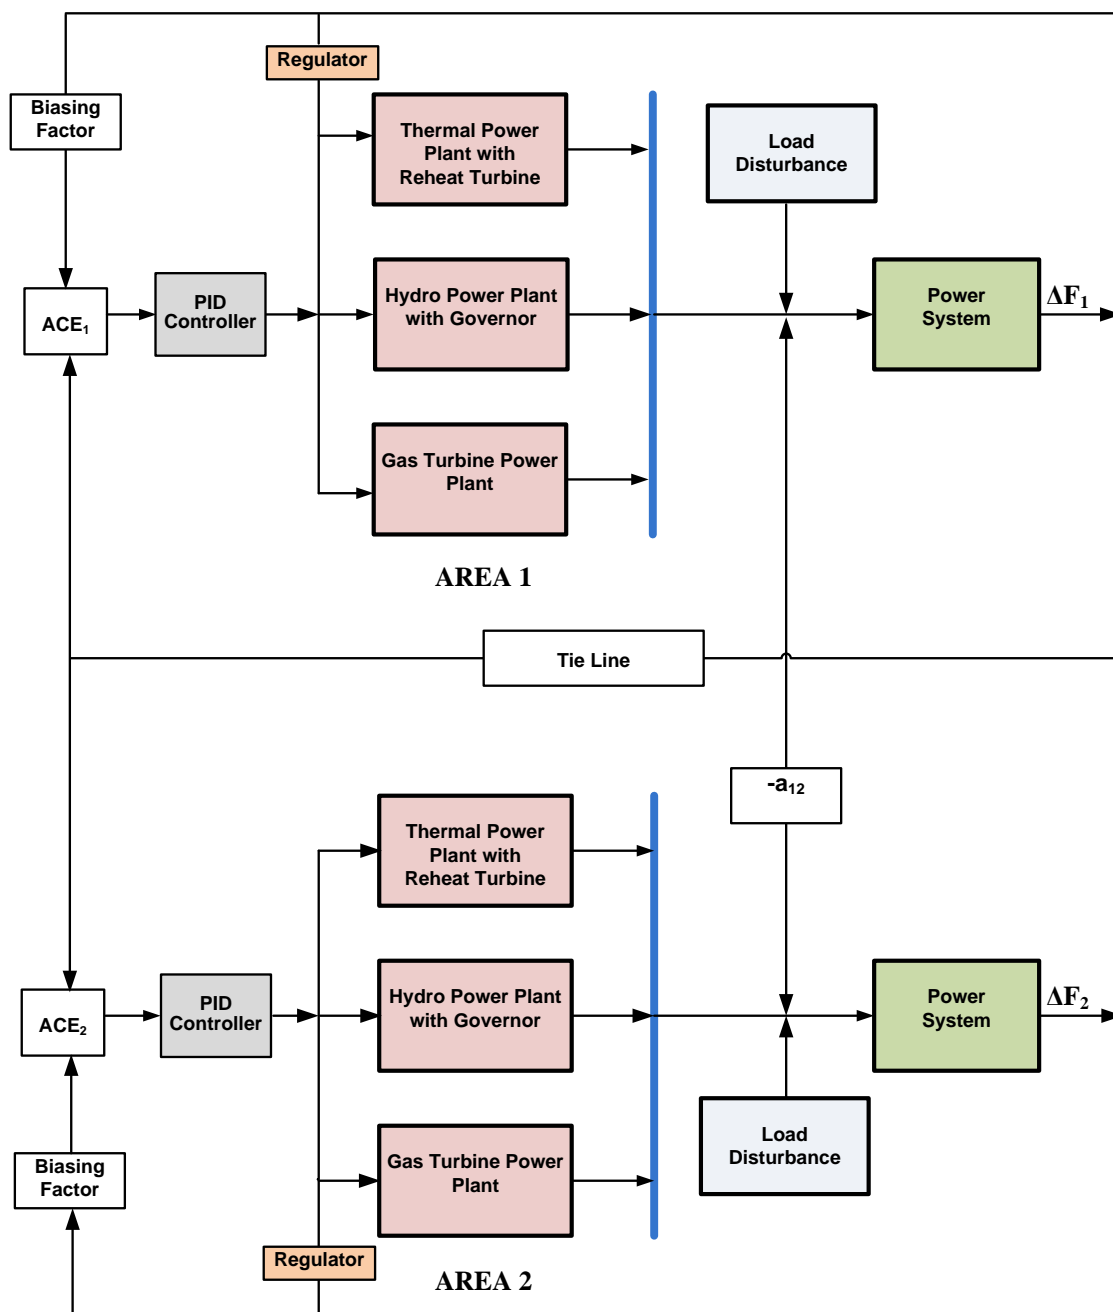 Regulator
Biasing
Factor
Thermal Power
Plant with
Reheat Turbine
Load
Disturbance
ACE₁
PID
Controller
Hydro Power Plant
with Governor
Power
System
ΔF₁
Gas Turbine Power
Plant
AREA 1
Tie Line
-a₁₂
Thermal Power
Plant with
Reheat Turbine
ACE₂
PID
Controller
Hydro Power Plant
with Governor
Power
System
ΔF₂
Biasing
Factor
Gas Turbine Power
Plant
Load
Disturbance
Regulator
AREA 2